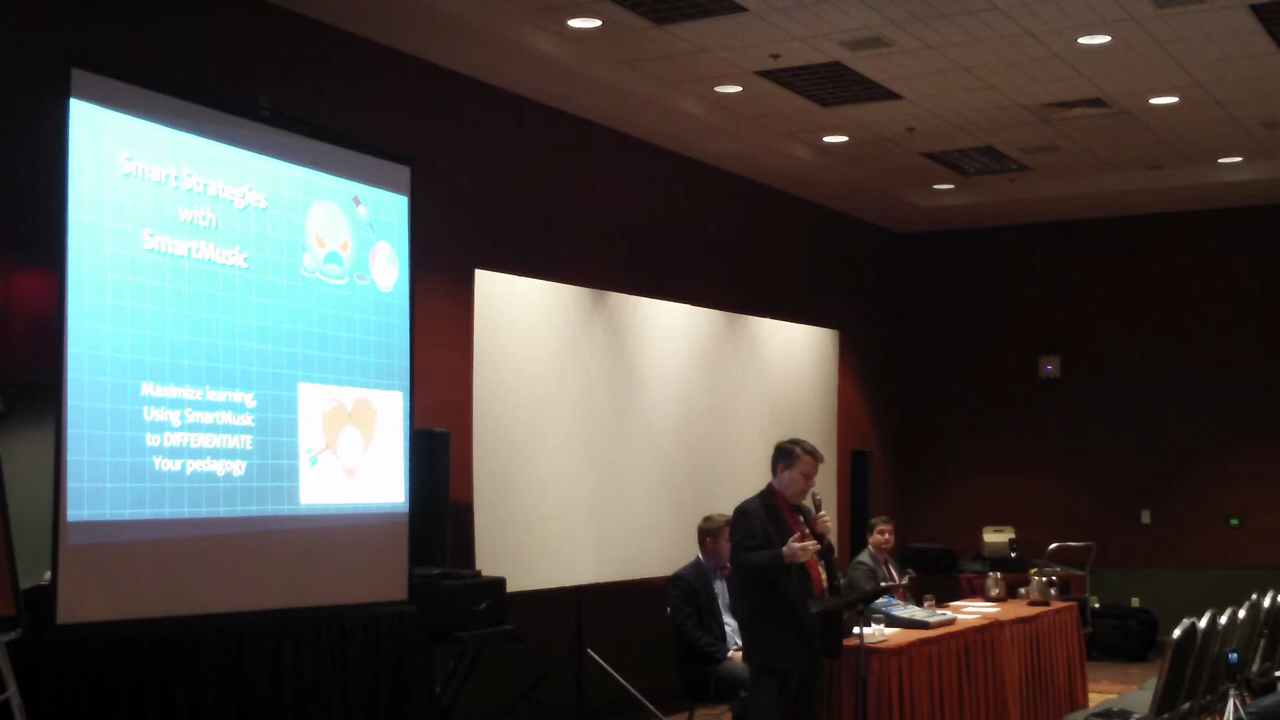 Smart Strategies
with
SmartMusic
Maximize learning,
Using SmartMusic
to DIFFERENTIATE
Your pedagogy